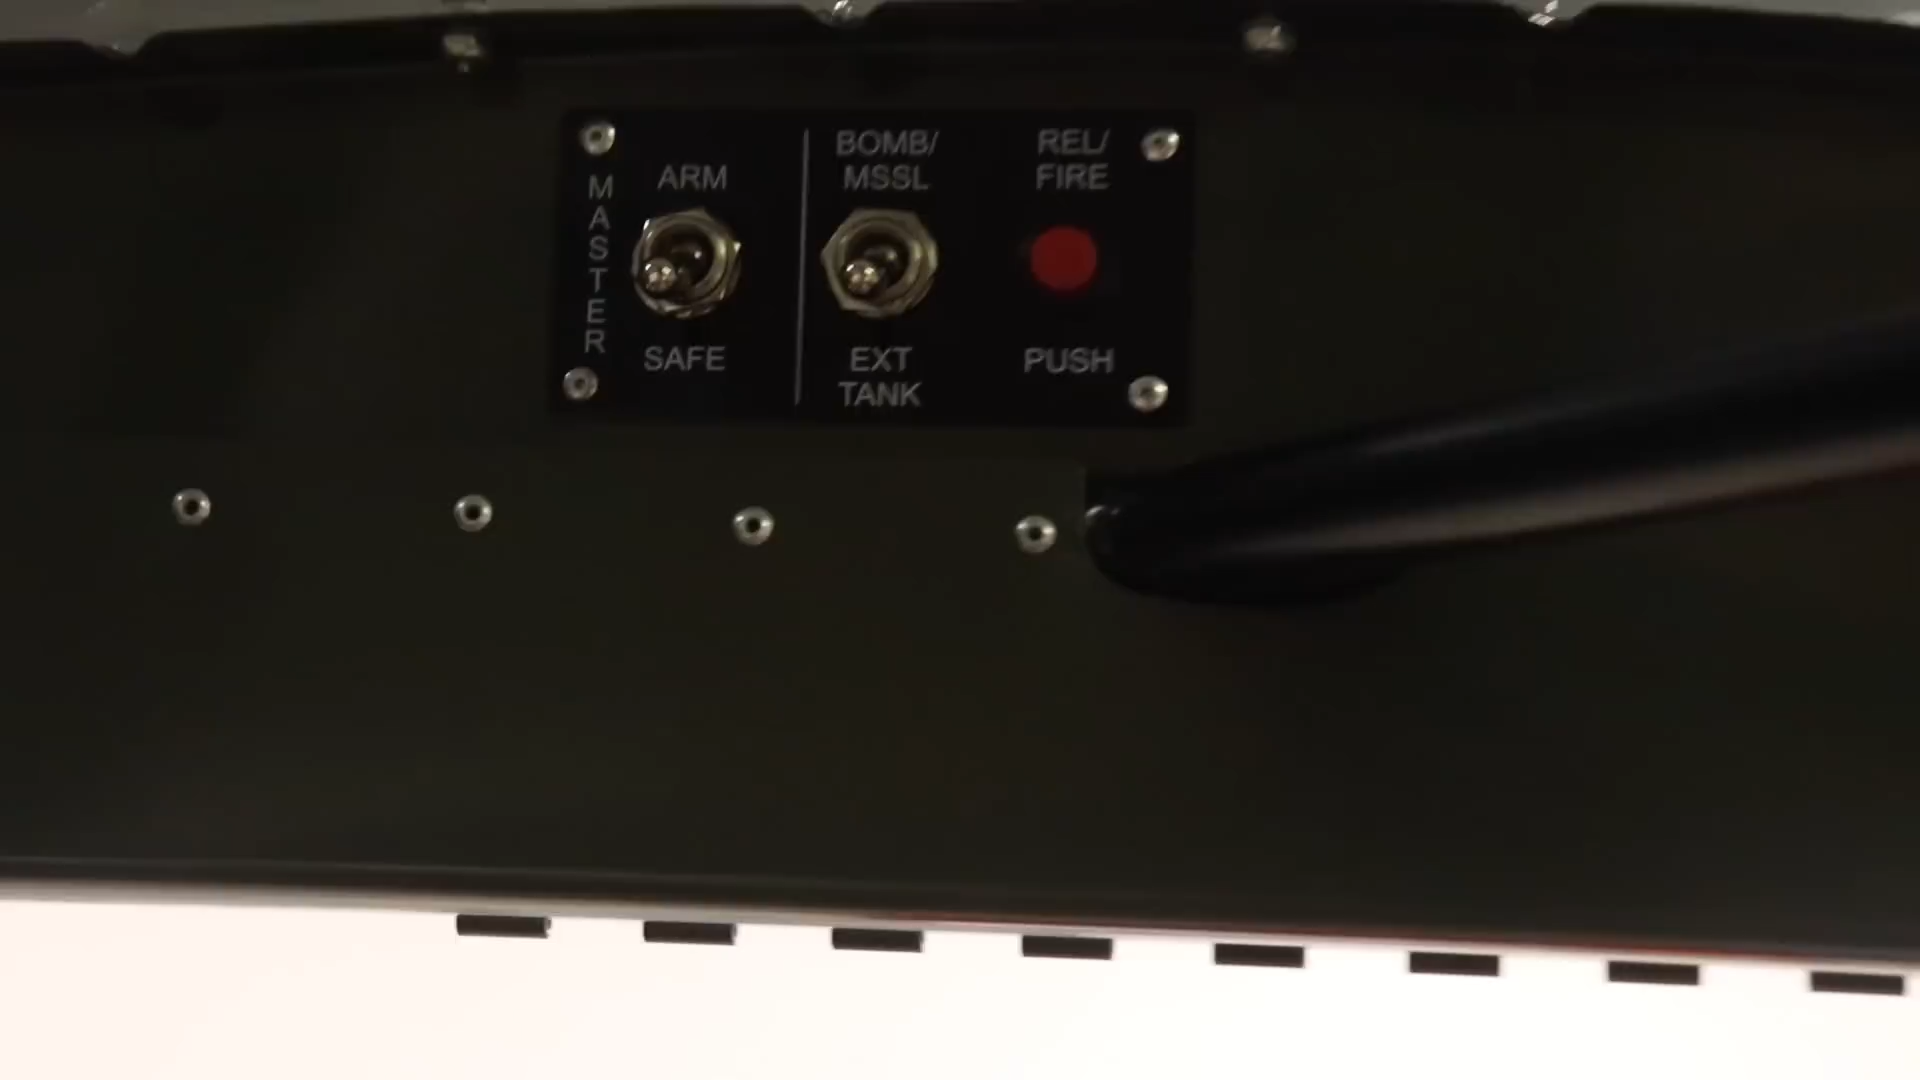 MASTER
ARM
SAFE
BOMB/
MSSL
EXT
TANK
REL/
FIRE
PUSH